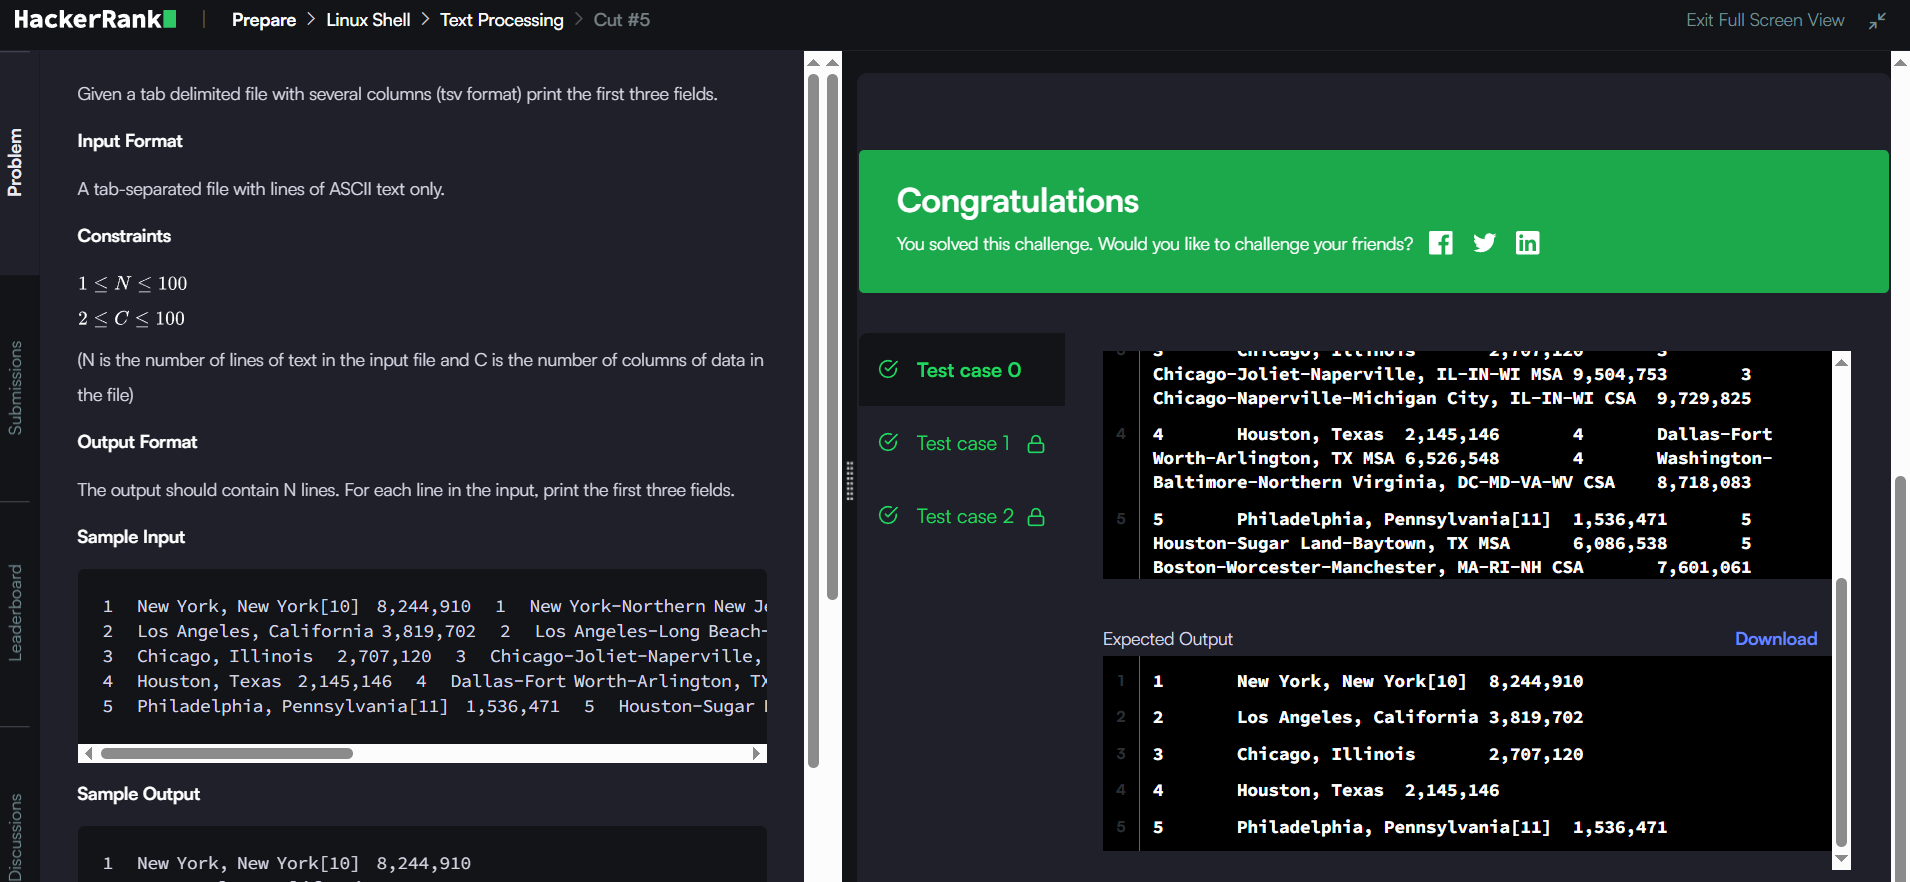 HackerRank
Prepare > Linux Shell > Text Processing > Cut #5
Exit Full Screen View
Problem
Submissions
Leaderboard
Discussions
Given a tab delimited file with several columns (tsv format) print the first three fields.
Input Format
A tab-separated file with lines of ASCII text only.
Constraints
1 ≤ N ≤ 100
2 ≤ C ≤ 100
(N is the number of lines of text in the input file and C is the number of columns of data in
the file)
Output Format
The output should contain N lines. For each line in the input, print the first three fields.
Sample Input
1 New York, New York[10] 8,244,910 1 New York-Northern New Je
2 Los Angeles, California 3,819,702 2 Los Angeles-Long Beach-
3 Chicago, Illinois 2,707,120 3 Chicago-Joliet-Naperville,
4 Houston, Texas 2,145,146 4 Dallas-Fort Worth-Arlington, TX
5 Philadelphia, Pennsylvania[11] 1,536,471 5 Houston-Sugar
Sample Output
1 New York, New York[10] 8,244,910
Congratulations
You solved this challenge. Would you like to challenge your friends?
Test case 0
Test case 1
Test case 2
3 Chicago, Illinois 2,707,120 3
Chicago-Joliet-Naperville, IL-IN-WI MSA 9,504,753 3
Chicago-Naperville-Michigan City, IL-IN-WI CSA 9,729,825
4 4 Houston, Texas 2,145,146 4 Dallas-Fort
Worth-Arlington, TX MSA 6,526,548 4 Washington-
Baltimore-Northern Virginia, DC-MD-VA-WV CSA 8,718,083
5 5 Philadelphia, Pennsylvania[11] 1,536,471 5
Houston-Sugar Land-Baytown, TX MSA 6,086,538 5
Boston-Worcester-Manchester, MA-RI-NH CSA 7,601,061
Expected Output
Download
1 1 New York, New York[10] 8,244,910
2 2 Los Angeles, California 3,819,702
3 3 Chicago, Illinois 2,707,120
4 4 Houston, Texas 2,145,146
5 5 Philadelphia, Pennsylvania[11] 1,536,471